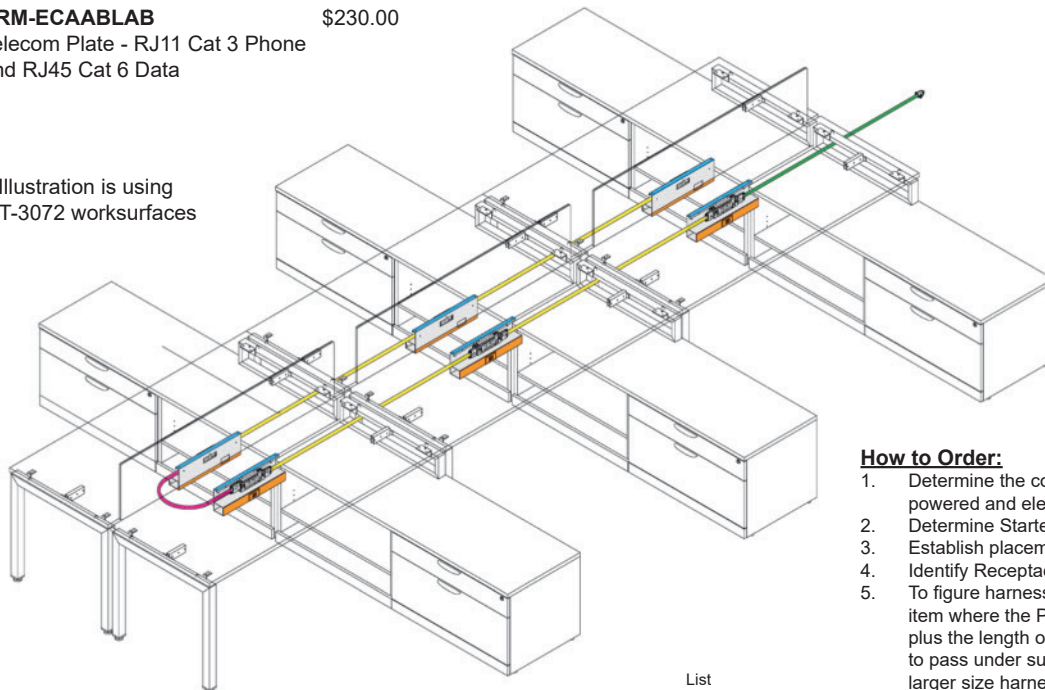 RM-ECAABLAB $230.00
elecom Plate - RJ11 Cat 3 Phone
nd RJ45 Cat 6 Data
Illustration is using
T-3072 worksurfaces
How to Order:
1. Determine the co
powered and ele
2. Determine Starte
3. Establish placem
4. Identify Recepta
5. To figure harness
item where the P
plus the length o
to pass under su
larger size harne
List